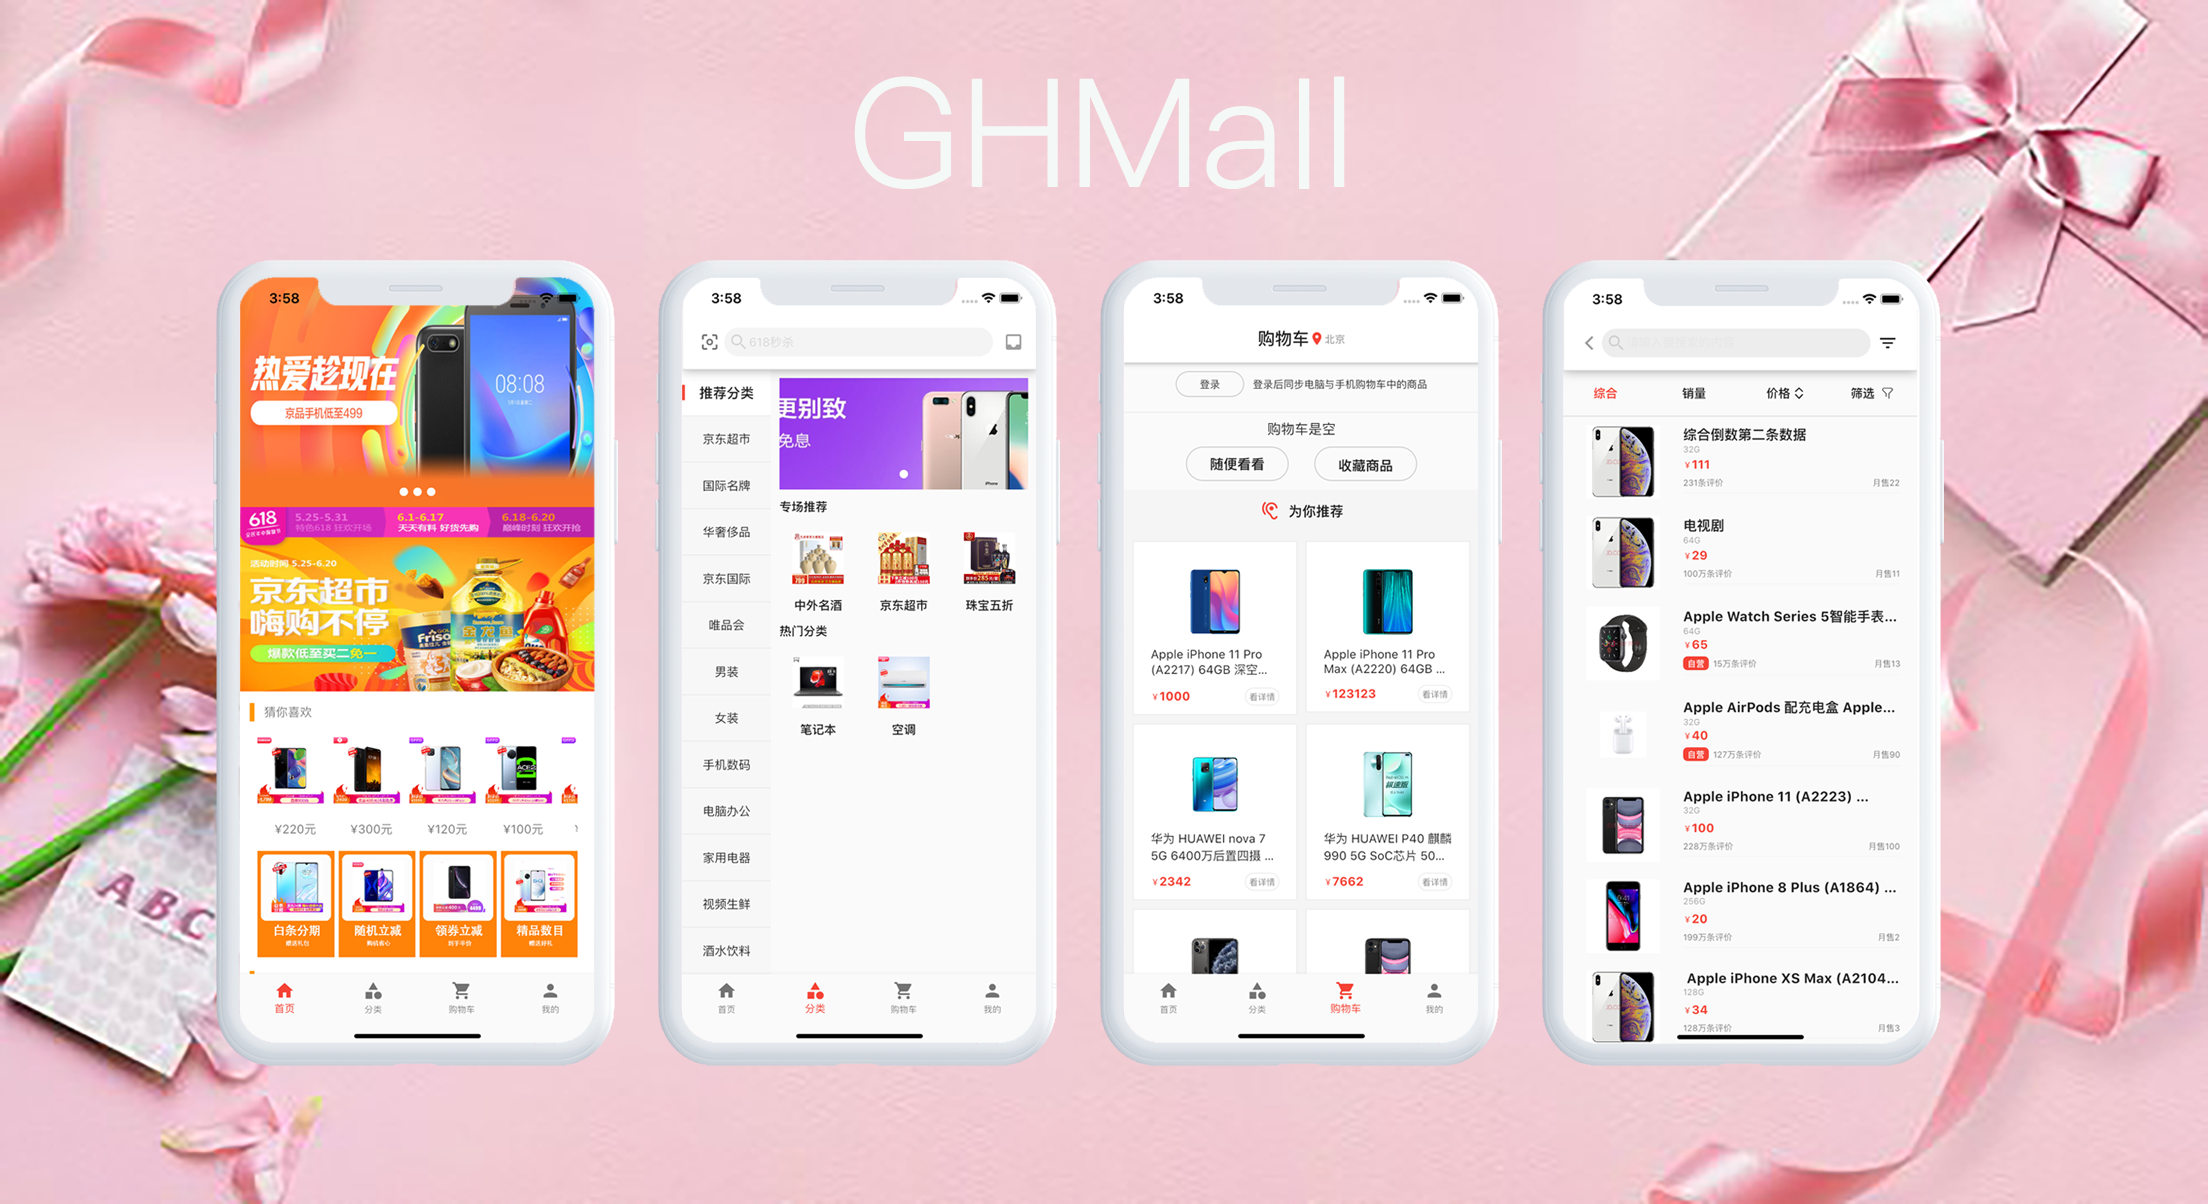 GHMall
3:58
热爱趁现在
京品手机低至499
08:08
618
5.25-5.31
特色618 狂欢开场
6.1-6.17
天天有料 好货先购
6.18-6.20
巅峰时刻 狂欢开抢
活动时间 5.25-6.20
京东超市
嗨购不停
爆款低至买二免一
猜你喜欢
¥220元
¥300元
¥120元
¥100元
白条分期
随机立减
领券立减
精品数目
首页
分类
购物车
我的
3:58
618秒杀
推荐分类
京东超市
国际名牌
华奢侈品
京东国际
唯品会
男装
女装
手机数码
电脑办公
家用电器
视频生鲜
酒水饮料
更别致
免息
iPhone
专场推荐
中外名酒
京东超市
珠宝五折
热门分类
笔记本
空调
首页
分类
购物车
我的
3:58
购物车
北京
登录
登录后同步电脑与手机购物车中的商品
购物车是空
随便看看
收藏商品
为你推荐
Apple iPhone 11 Pro
(A2217) 64GB 深空...
¥1000
看详情
Apple iPhone 11 Pro
Max (A2220) 64GB ...
¥123123
看详情
华为 HUAWEI nova 7
5G 6400万后置四摄 ...
¥2342
看详情
华为 HUAWEI P40 麒麟
990 5G SoC芯片 50...
¥7662
看详情
首页
分类
购物车
我的
3:58
综合
销量
价格
筛选
综合倒数第二条数据
32G
¥111
231条评价
月售22
电视剧
64G
¥29
100万条评价
月售11
Apple Watch Series 5智能手表...
64G
¥65
自营
15万条评价
月售13
Apple AirPods 配充电盒 Apple...
32G
¥40
自营
127万条评价
月售90
Apple iPhone 11 (A2223) ...
32G
¥100
228万条评价
月售100
Apple iPhone 8 Plus (A1864) ...
256G
¥20
199万条评价
月售2
Apple iPhone XS Max (A2104...
128G
¥34
128万条评价
月售3
ABC